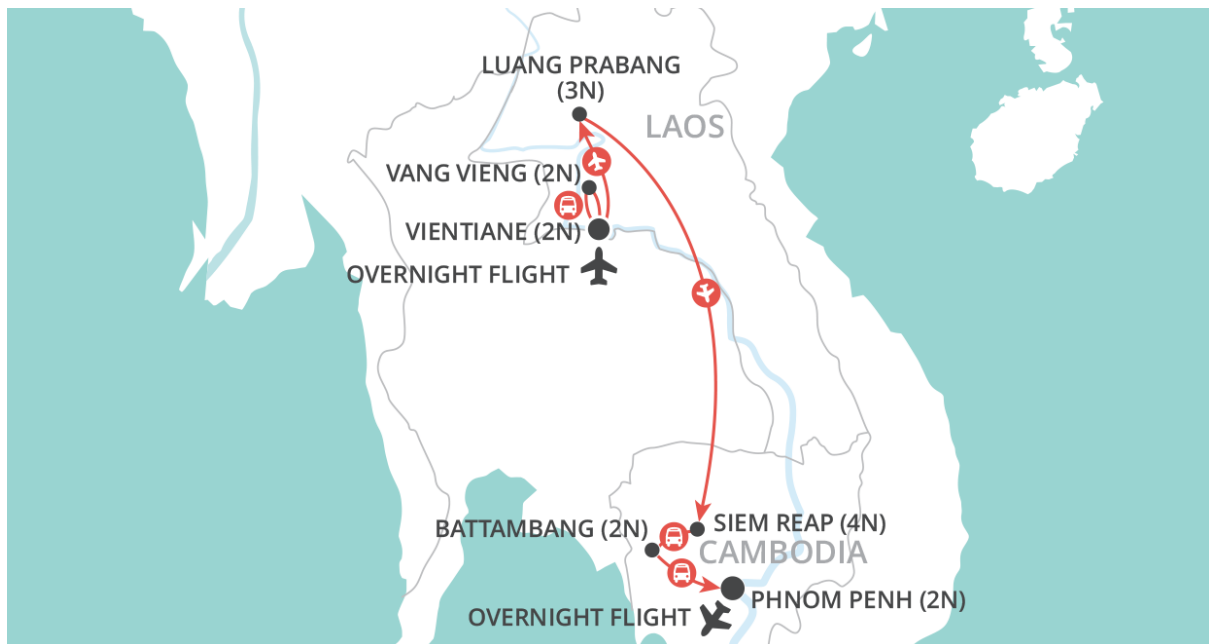 LUANG PRABANG
(3N)
LAOS
VANG VIENG (2N)
VIENTIANE (2N)
OVERNIGHT FLIGHT
BATTAMBANG (2N)
SIEM REAP (4N)
CAMBODIA
PHNOM PENH (2N)
OVERNIGHT FLIGHT